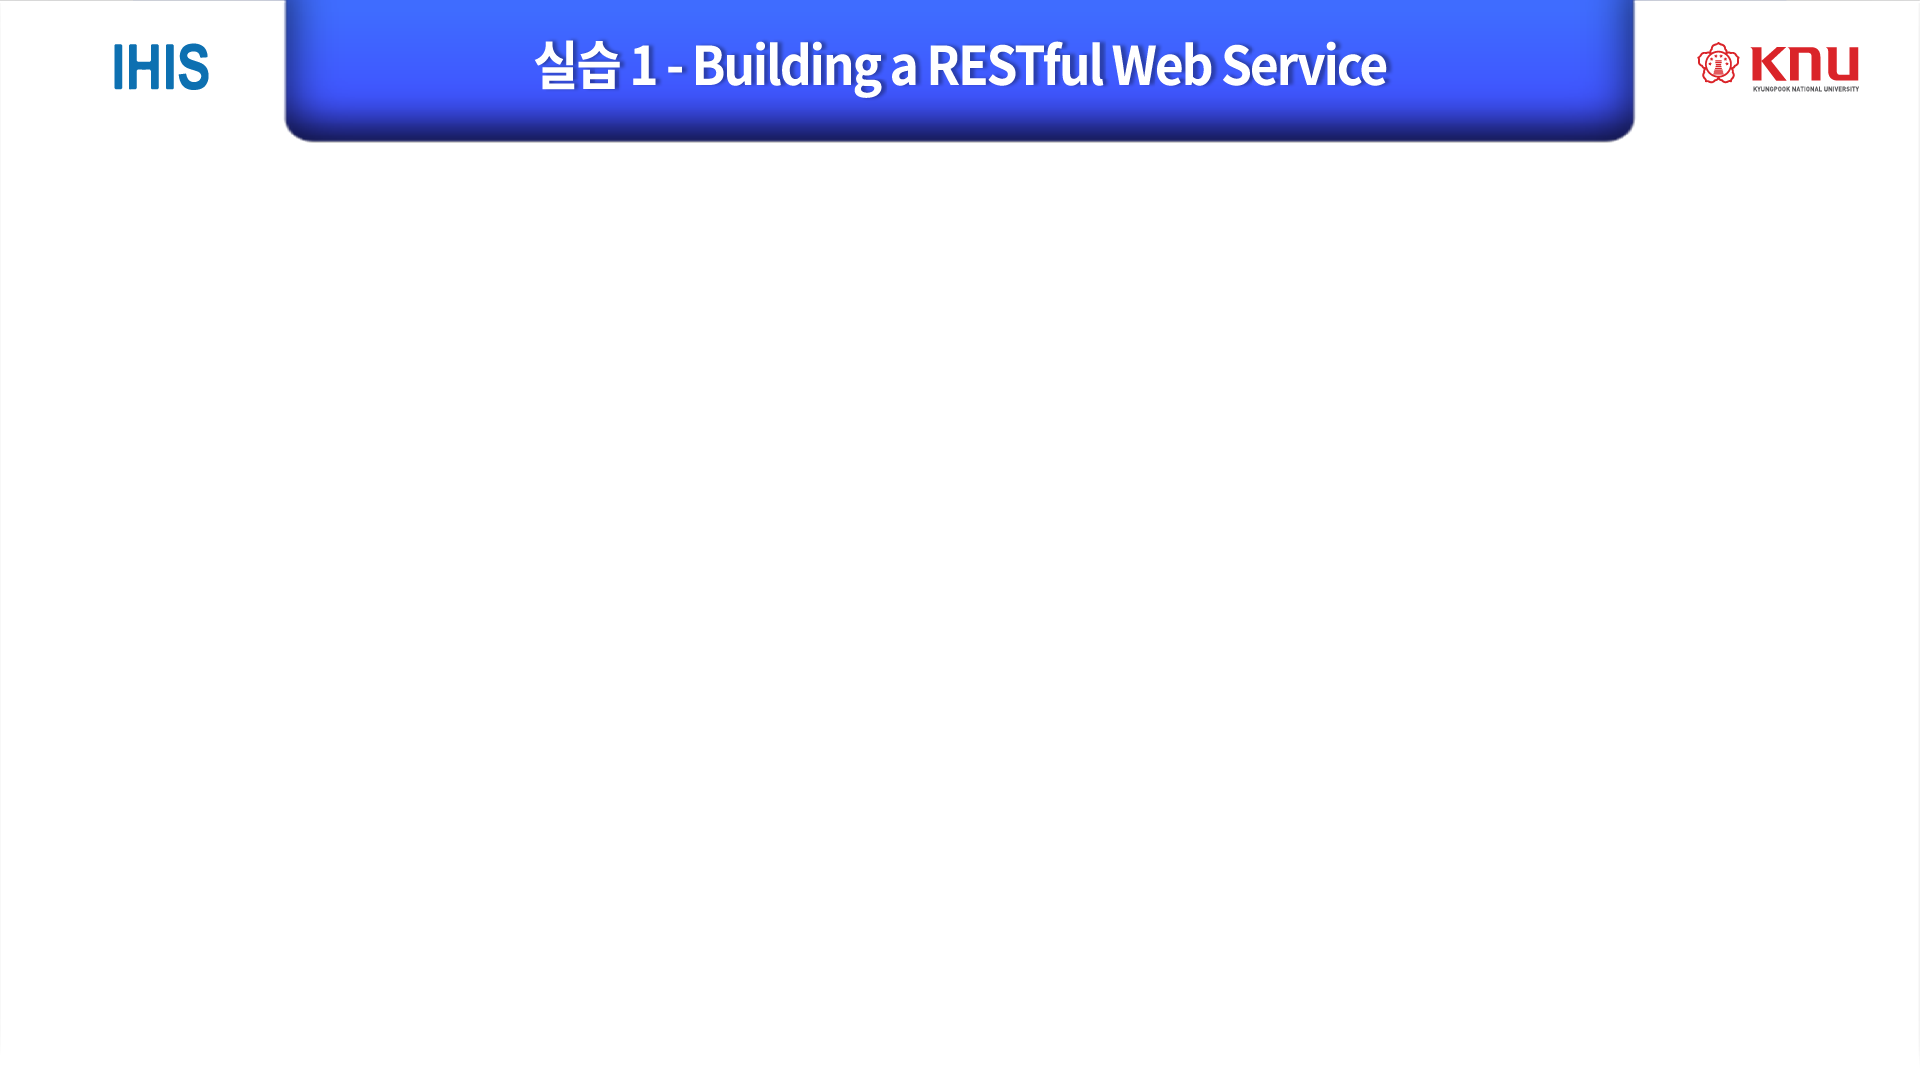 IHIS
실습 1 - Building a RESTful Web Service
KNU
KYUNGPOOK NATIONAL UNIVERSITY